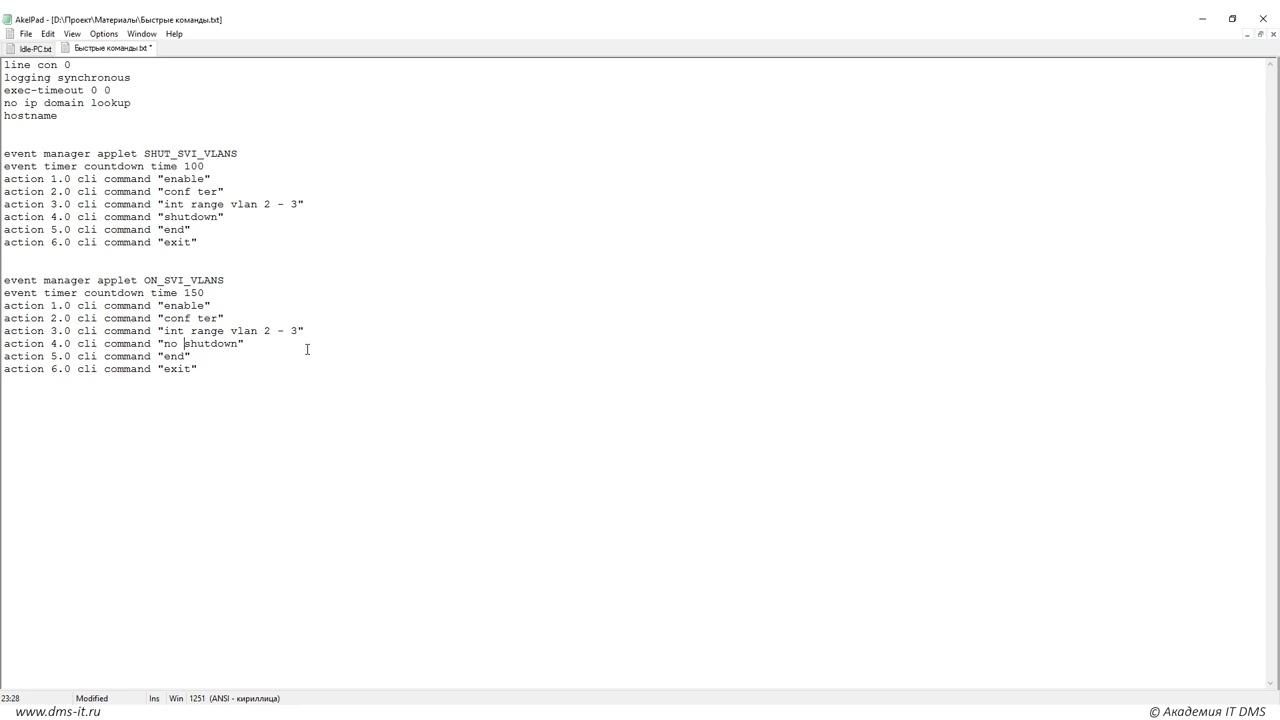 AkelPad - [D:\Проект\Материалы\Быстрые команды.txt]
File Edit View Options Window Help
Idle-PC.txt Быстрые команды.txt *
line con 0
logging synchronous
exec-timeout 0 0
no ip domain lookup
hostname
event manager applet SHUT_SVI_VLANS
event timer countdown time 100
action 1.0 cli command "enable"
action 2.0 cli command "conf ter"
action 3.0 cli command "int range vlan 2 - 3"
action 4.0 cli command "shutdown"
action 5.0 cli command "end"
action 6.0 cli command "exit"
event manager applet ON_SVI_VLANS
event timer countdown time 150
action 1.0 cli command "enable"
action 2.0 cli command "conf ter"
action 3.0 cli command "int range vlan 2 - 3"
action 4.0 cli command "no shutdown"
action 5.0 cli command "end"
action 6.0 cli command "exit"
23:28 Modified Ins Win 1251 (ANSI - кириллица)
www.dms-it.ru © Академия IT DMS